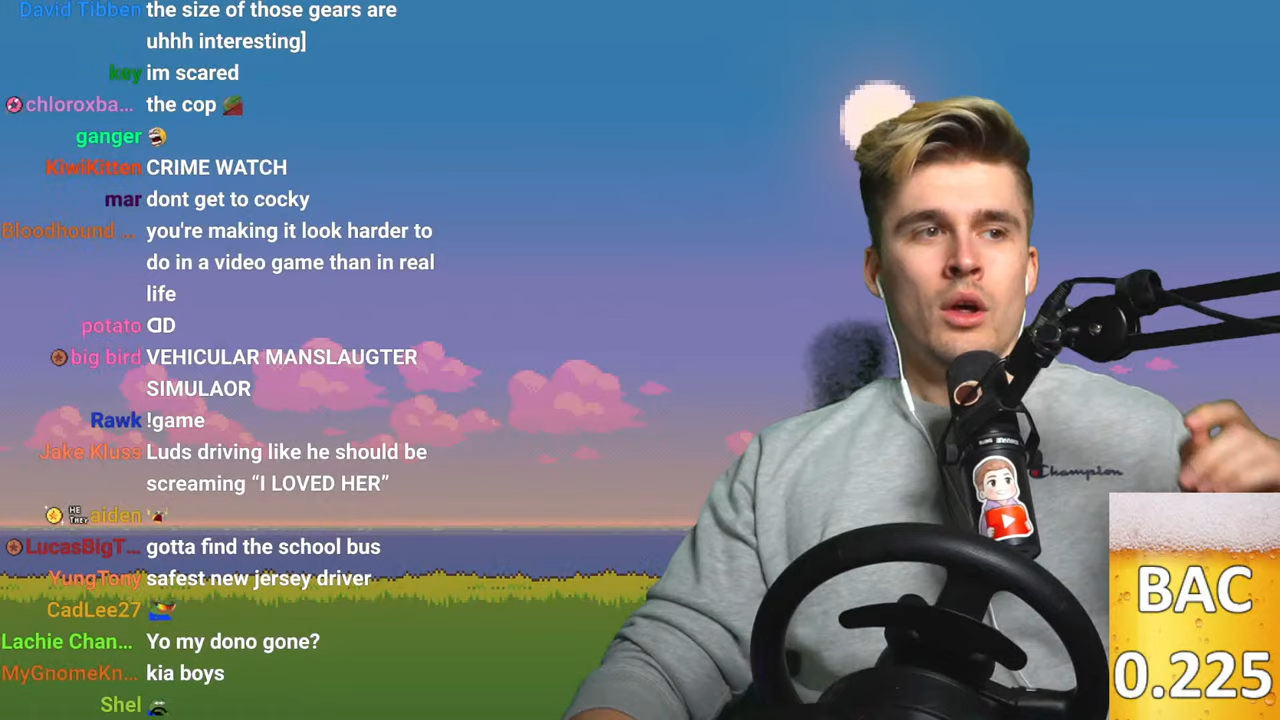 David Tibben the size of those gears are
uhhh interesting]
key im scared
chloroxba... the cop
ganger
KiwiKitten CRIME WATCH
mar dont get to cocky
Bloodhound ... you're making it look harder to
do in a video game than in real
life
potato ᗡD
big bird VEHICULAR MANSLAUGTER
SIMULAOR
Rawk !game
Jake Kluss Luds driving like he should be
screaming “I LOVED HER”
HE THEY aiden
LucasBigT... gotta find the school bus
YungTony safest new jersey driver
CadLee27
Lachie Chan... Yo my dono gone?
MyGnomeKn... kia boys
Shel
Champion
BAC
0.225